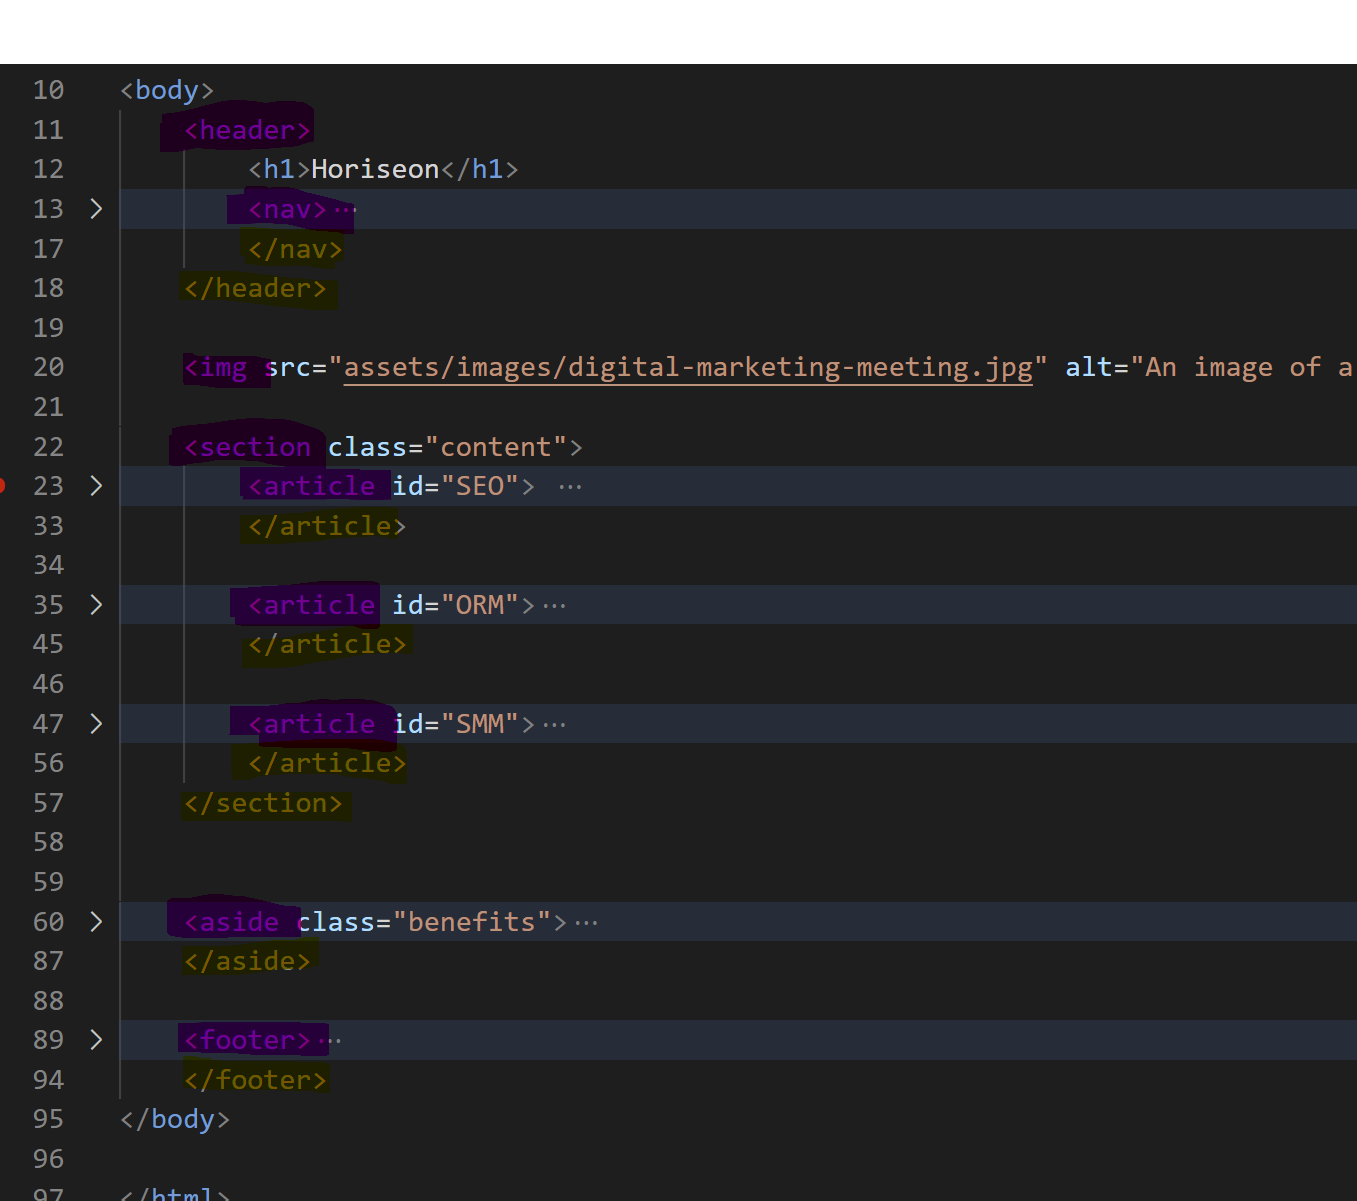 10 <body>
11 <header>
12 <h1>Horiseon</h1>
13 > <nav>···
17 </nav>
18 </header>
19
20 <img src="assets/images/digital-marketing-meeting.jpg" alt="An image of a
21
22 <section class="content">
23 > <article id="SEO"> ···
33 </article>
34
35 > <article id="ORM">···
45 </article>
46
47 > <article id="SMM">···
56 </article>
57 </section>
58
59
60 > <aside class="benefits">···
87 </aside>
88
89 > <footer>···
94 </footer>
95 </body>
96
97 </html>